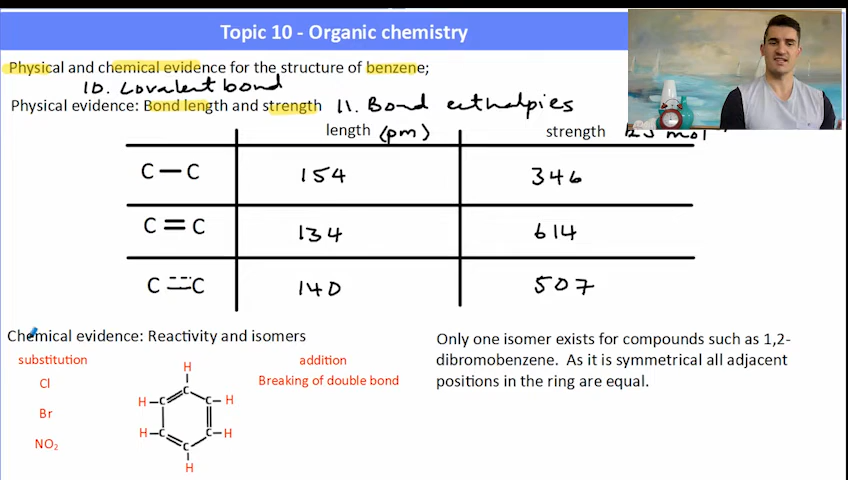 Topic 10 - Organic chemistry
Physical and chemical evidence for the structure of benzene;
10. Covalent bond
Physical evidence: Bond length and strength 11. Bond enthalpies
length (pm) strength mol
C — C 154 346
C = C 134 614
C C 140 507
Chemical evidence: Reactivity and isomers
substitution
Cl
Br
NO₂
H
H C C C H
H C C C H
H
addition
Breaking of double bond
Only one isomer exists for compounds such as 1,2-
dibromobenzene. As it is symmetrical all adjacent
positions in the ring are equal.